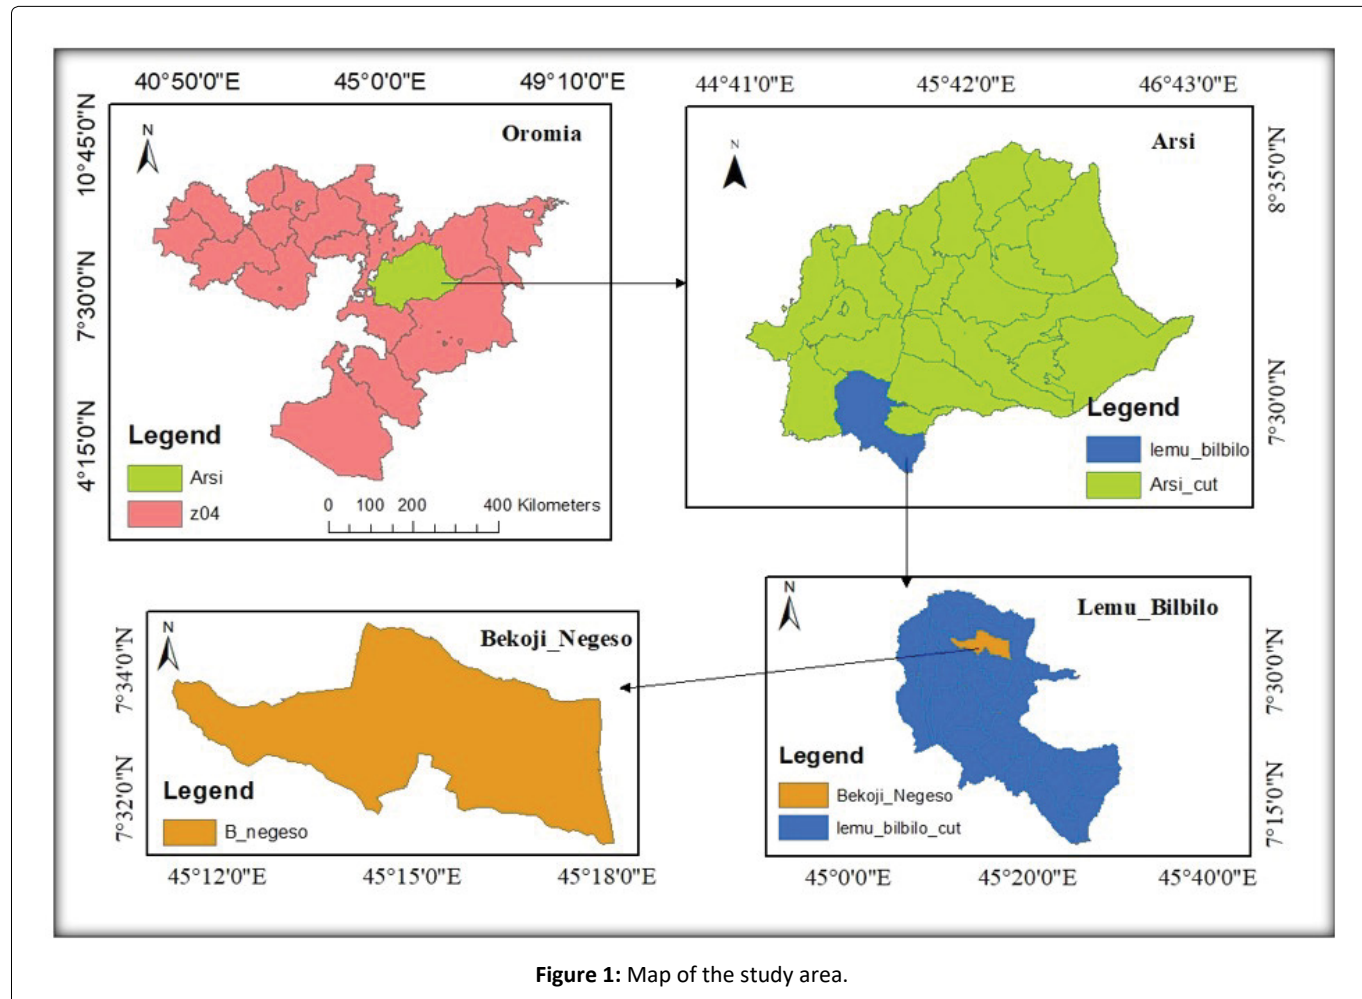 40°50'0"E 45°0'0"E 49°10'0"E
10°45'0"N
7°30'0"N
4°15'0"N
N
Oromia
Legend
Arsi
z04
0 100 200 400 Kilometers
44°41'0"E 45°42'0"E 46°43'0"E
8°35'0"N
7°30'0"N
N
Arsi
Legend
lemu_bilbilo
Arsi_cut
7°34'0"N
7°32'0"N
N
Bekoji_Negeso
Legend
B_negeso
45°12'0"E 45°15'0"E 45°18'0"E
N
Lemu_Bilbilo
7°30'0"N
7°15'0"N
Legend
Bekoji_Negeso
lemu_bilbilo_cut
45°0'0"E 45°20'0"E 45°40'0"E
Figure 1: Map of the study area.